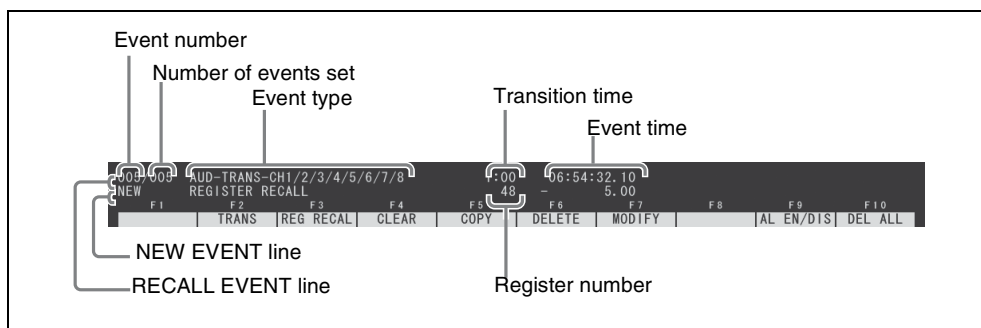 Event number
Number of events set
Event type
Transition time
Event time
005/005 AUD-TRANS-CH1/2/3/4/5/6/7/8 :00 06:54:32.10
NEW REGISTER RECALL 48 - 5.00
F1 F2 F3 F4 F5 F6 F7 F8 F9 F10
TRANS REG RECAL CLEAR COPY DELETE MODIFY AL EN/DIS DEL ALL
NEW EVENT line
RECALL EVENT line
Register number